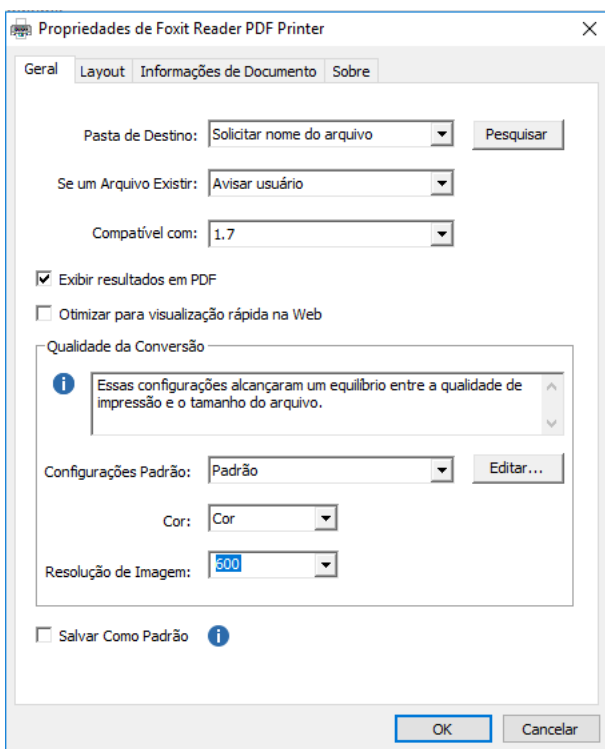 Propriedades de Foxit Reader PDF Printer
Geral Layout Informações de Documento Sobre
Pasta de Destino: Solicitar nome do arquivo Pesquisar
Se um Arquivo Existir: Avisar usuário
Compatível com: 1.7
Exibir resultados em PDF
Otimizar para visualização rápida na Web
Qualidade da Conversão
Essas configurações alcançaram um equilíbrio entre a qualidade de
impressão e o tamanho do arquivo.
Configurações Padrão: Padrão Editar...
Cor: Cor
Resolução de Imagem: 600
Salvar Como Padrão
OK Cancelar